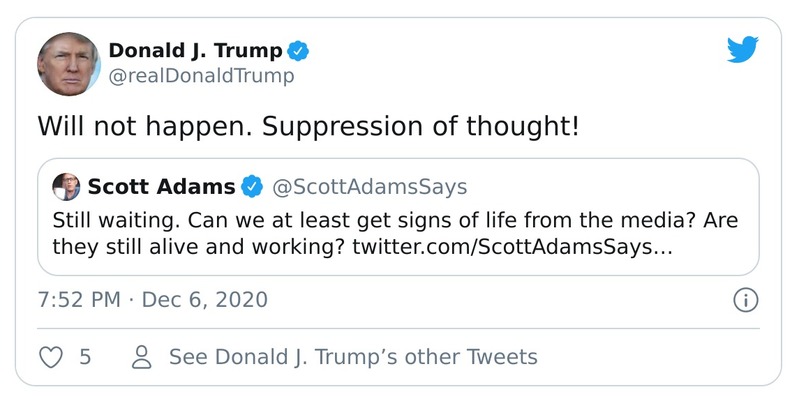 Donald J. Trump
@realDonaldTrump
Will not happen. Suppression of thought!
Scott Adams @ScottAdamsSays
Still waiting. Can we at least get signs of life from the media? Are
they still alive and working? twitter.com/ScottAdamsSays…
7:52 PM · Dec 6, 2020
5 See Donald J. Trump’s other Tweets